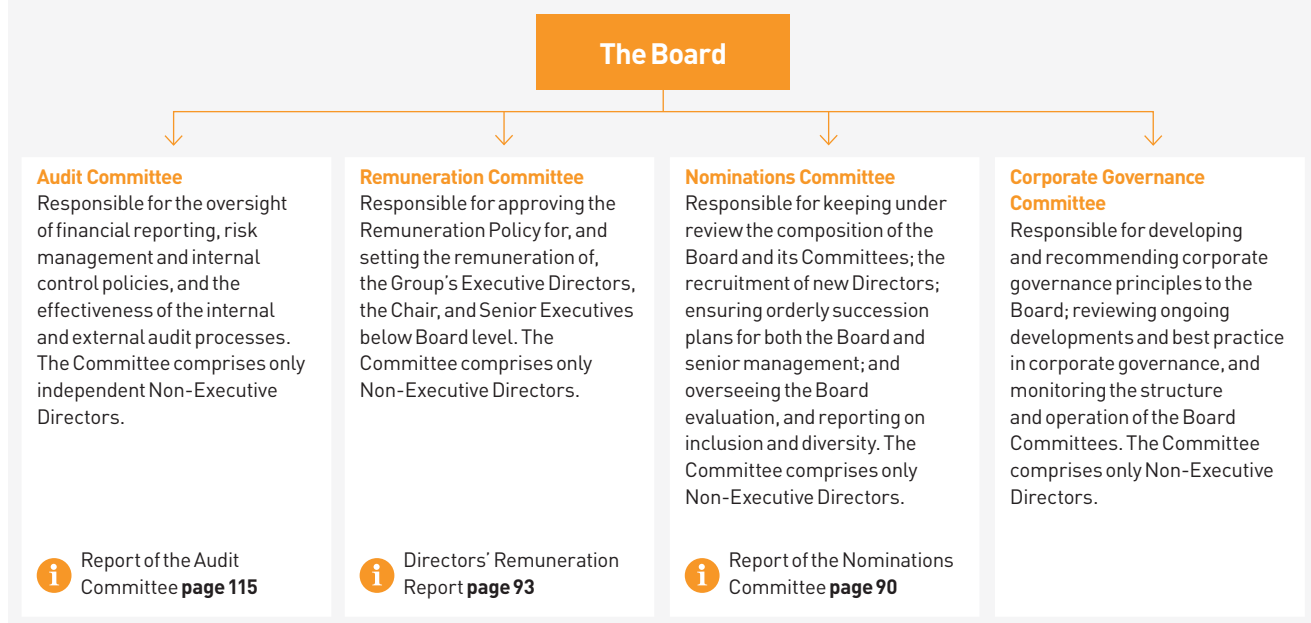 The Board
Audit Committee
Responsible for the oversight
of financial reporting, risk
management and internal
control policies, and the
effectiveness of the internal
and external audit processes.
The Committee comprises only
independent Non-Executive
Directors.
i
Report of the Audit
Committee page 115
Remuneration Committee
Responsible for approving the
Remuneration Policy for, and
setting the remuneration of,
the Group's Executive Directors,
the Chair, and Senior Executives
below Board level. The
Committee comprises only
Non-Executive Directors.
i
Directors' Remuneration
Report page 93
Nominations Committee
Responsible for keeping under
review the composition of the
Board and its Committees; the
recruitment of new Directors;
ensuring orderly succession
plans for both the Board and
senior management; and
overseeing the Board
evaluation, and reporting on
inclusion and diversity. The
Committee comprises only
Non-Executive Directors.
i
Report of the Nominations
Committee page 90
Corporate Governance
Committee
Responsible for developing
and recommending corporate
governance principles to the
Board; reviewing ongoing
developments and best practice
in corporate governance, and
monitoring the structure
and operation of the Board
Committees. The Committee
comprises only Non-Executive
Directors.